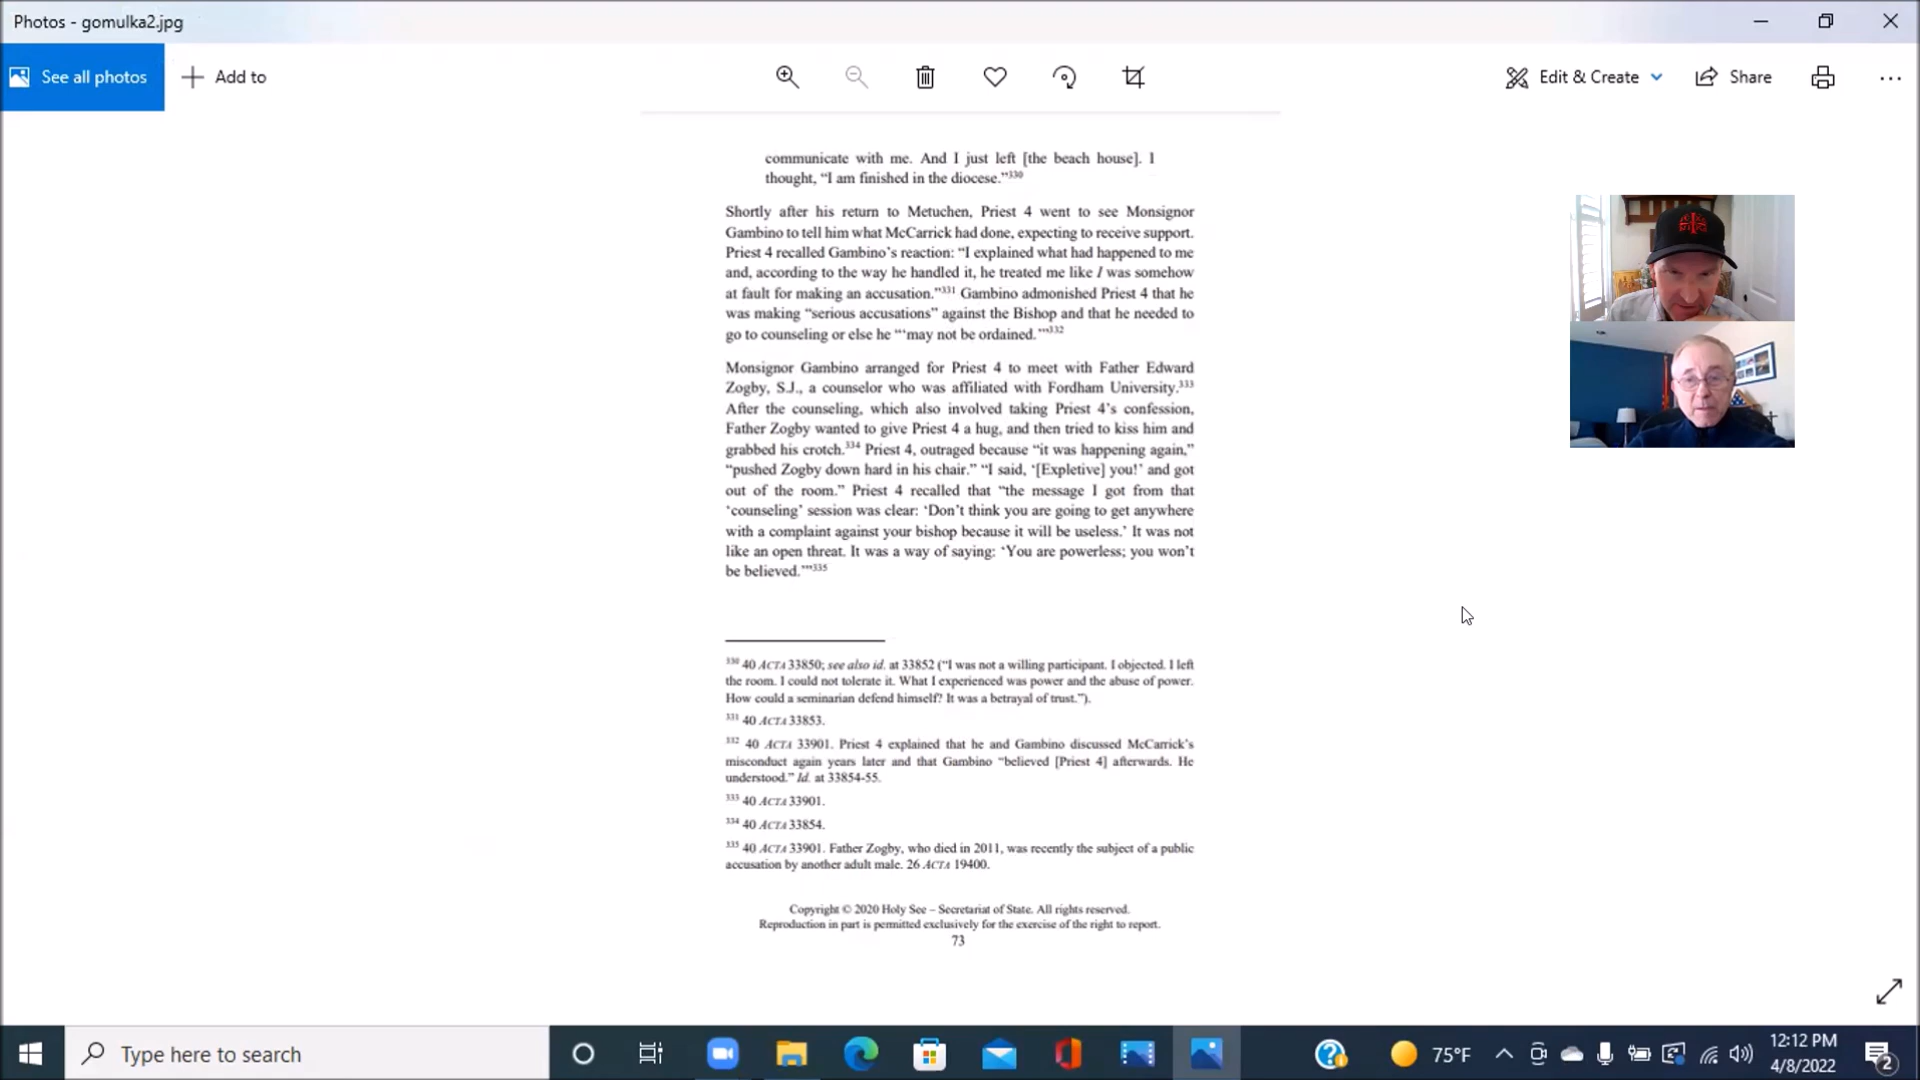 Photos - gomulka2.jpg
See all photos
Add to
Edit & Create
Share
communicate with me. And I just left [the beach house]. I
thought, “I am finished in the diocese.”330
Shortly after his return to Metuchen, Priest 4 went to see Monsignor
Gambino to tell him what McCarrick had done, expecting to receive support.
Priest 4 recalled Gambino’s reaction: “I explained what had happened to me
and, according to the way he handled it, he treated me like I was somehow
at fault for making an accusation.”331 Gambino admonished Priest 4 that he
was making “serious accusations” against the Bishop and that he needed to
go to counseling or else he “‘may not be ordained.’”332
Monsignor Gambino arranged for Priest 4 to meet with Father Edward
Zogby, S.J., a counselor who was affiliated with Fordham University.333
After the counseling, which also involved taking Priest 4’s confession,
Father Zogby wanted to give Priest 4 a hug, and then tried to kiss him and
grabbed his crotch.334 Priest 4, outraged because “it was happening again,”
“pushed Zogby down hard in his chair.” “I said, ‘[Expletive] you!’ and got
out of the room.” Priest 4 recalled that “the message I got from that
‘counseling’ session was clear: ‘Don’t think you are going to get anywhere
with a complaint against your bishop because it will be useless.’ It was not
like an open threat. It was a way of saying: ‘You are powerless; you won’t
be believed.’”335
330 40 ACTA 33850; see also id. at 33852 (“I was not a willing participant. I objected. I left
the room. I could not tolerate it. What I experienced was power and the abuse of power.
How could a seminarian defend himself? It was a betrayal of trust.”).
331 40 ACTA 33853.
332 40 ACTA 33901. Priest 4 explained that he and Gambino discussed McCarrick’s
misconduct again years later and that Gambino “believed [Priest 4] afterwards. He
understood.” Id. at 33854-55.
333 40 ACTA 33901.
334 40 ACTA 33854.
335 40 ACTA 33901. Father Zogby, who died in 2011, was recently the subject of a public
accusation by another adult male. 26 ACTA 19400.
Copyright © 2020 Holy See – Secretariat of State. All rights reserved.
Reproduction in part is permitted exclusively for the exercise of the right to report.
73
Type here to search
75°F
12:12 PM
4/8/2022
2